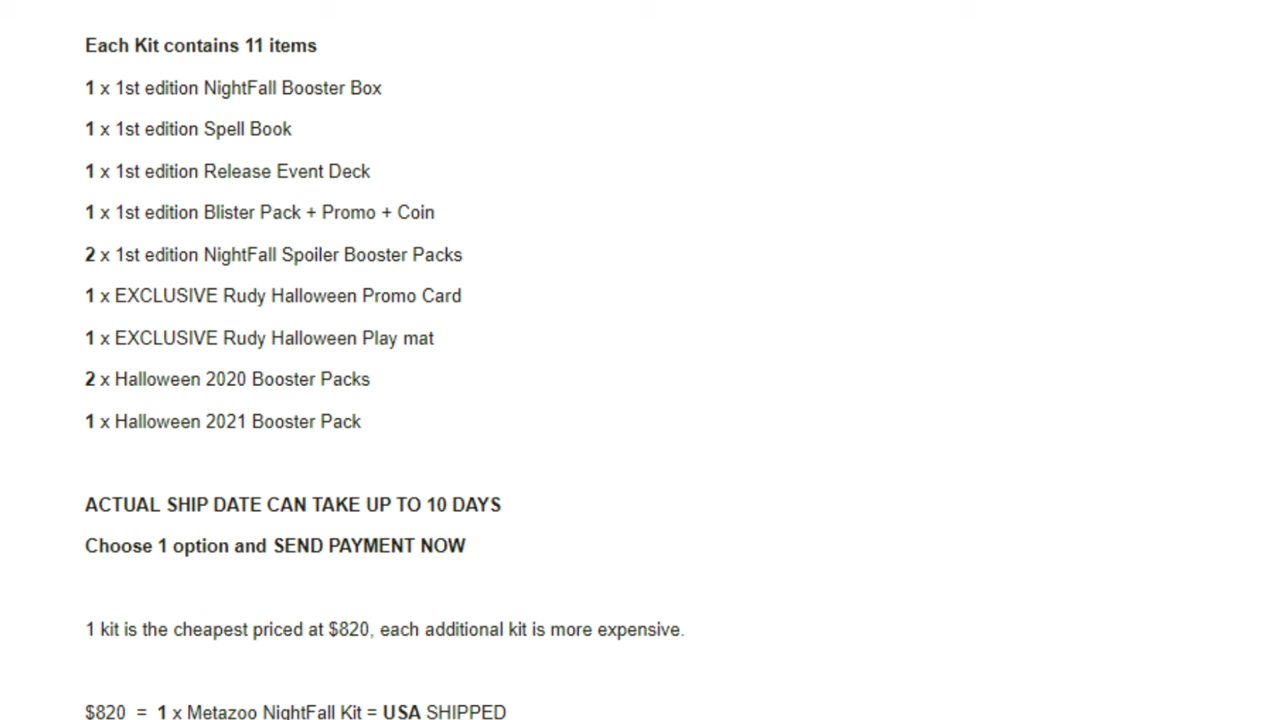 Each Kit contains 11 items
1 x 1st edition NightFall Booster Box
1 x 1st edition Spell Book
1 x 1st edition Release Event Deck
1 x 1st edition Blister Pack + Promo + Coin
2 x 1st edition NightFall Spoiler Booster Packs
1 x EXCLUSIVE Rudy Halloween Promo Card
1 x EXCLUSIVE Rudy Halloween Play mat
2 x Halloween 2020 Booster Packs
1 x Halloween 2021 Booster Pack
ACTUAL SHIP DATE CAN TAKE UP TO 10 DAYS
Choose 1 option and SEND PAYMENT NOW
1 kit is the cheapest priced at $820, each additional kit is more expensive.
$820 = 1 x Metazoo NightFall Kit = USA SHIPPED